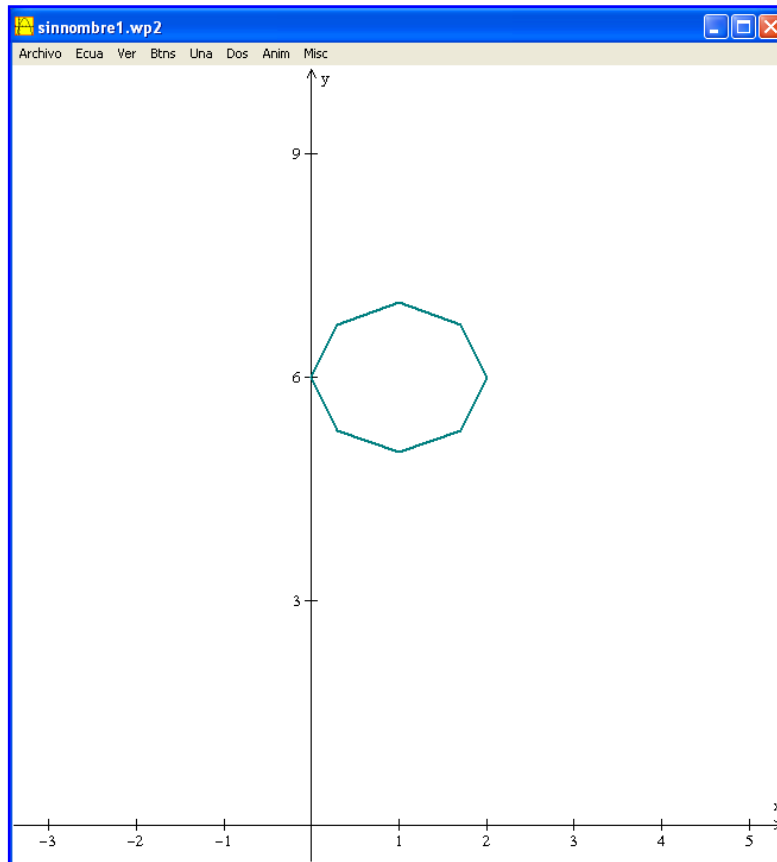 sinnombre1.wp2
Archivo Ecua Ver Btns Una Dos Anim Misc
y
9
6
3
x
-3 -2 -1 1 2 3 4 5